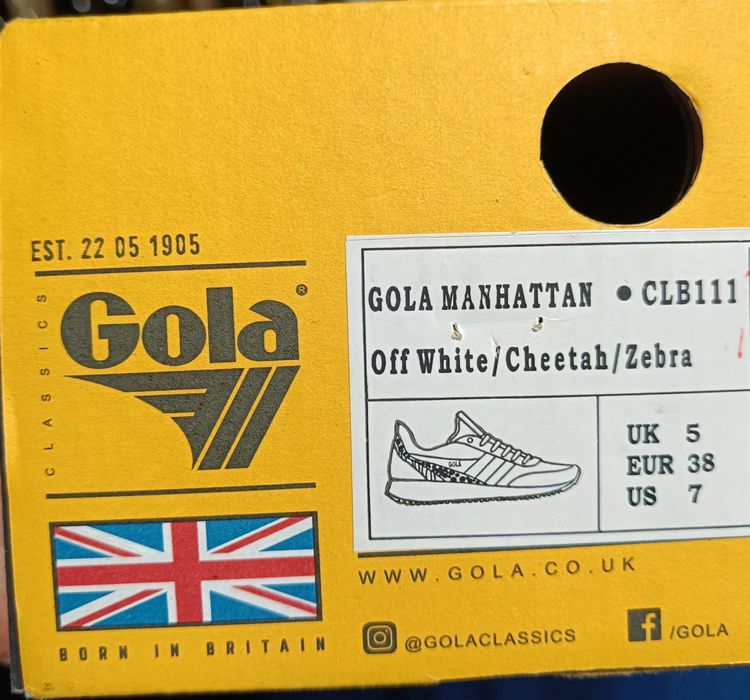 EST. 22 05 1905
CLASSICS
Gola®
BORN IN BRITAIN
GOLA MANHATTAN ● CLB111
Off White/Cheetah/Zebra
GOLA
UK 5
EUR 38
US 7
WWW.GOLA.CO.UK
@GOLACLASSICS
/GOLA